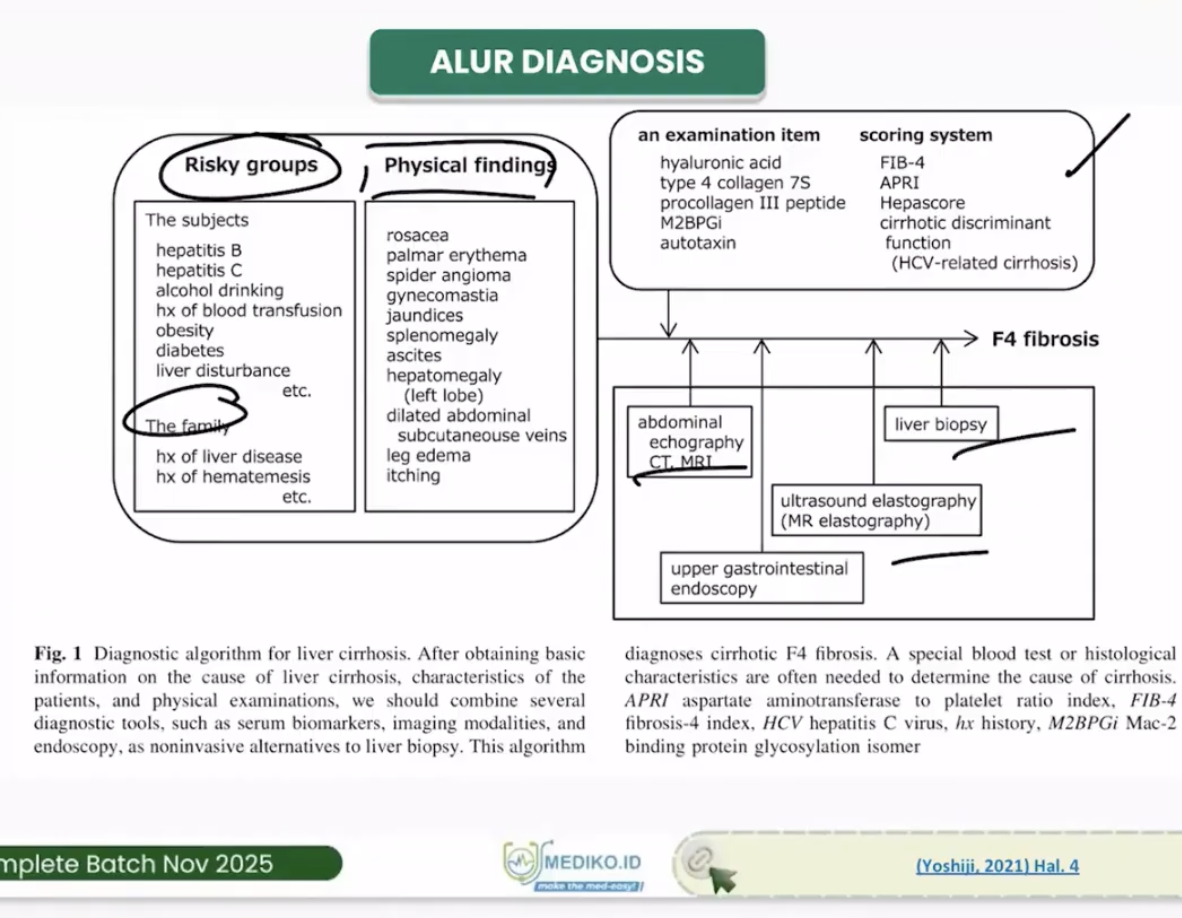 ALUR DIAGNOSIS
Risky groups
The subjects
hepatitis B
hepatitis C
alcohol drinking
hx of blood transfusion
obesity
diabetes
liver disturbance
etc.
The family
hx of liver disease
hx of hematemesis
etc.
Physical findings
rosacea
palmar erythema
spider angioma
gynecomastia
jaundices
splenomegaly
ascites
hepatomegaly
(left lobe)
dilated abdominal
subcutaneouse veins
leg edema
itching
an examination item
hyaluronic acid
type 4 collagen 7S
procollagen III peptide
M2BPGi
autotaxin
scoring system
FIB-4
APRI
Hepascore
cirrhotic discriminant
function
(HCV-related cirrhosis)
F4 fibrosis
abdominal
echography
CT, MRI
liver biopsy
ultrasound elastography
(MR elastography)
upper gastrointestinal
endoscopy
Fig. 1 Diagnostic algorithm for liver cirrhosis. After obtaining basic
information on the cause of liver cirrhosis, characteristics of the
patients, and physical examinations, we should combine several
diagnostic tools, such as serum biomarkers, imaging modalities, and
endoscopy, as noninvasive alternatives to liver biopsy. This algorithm
diagnoses cirrhotic F4 fibrosis. A special blood test or histological
characteristics are often needed to determine the cause of cirrhosis.
APRI aspartate aminotransferase to platelet ratio index, FIB-4
fibrosis-4 index, HCV hepatitis C virus, hx history, M2BPGi Mac-2
binding protein glycosylation isomer
mplete Batch Nov 2025
MEDIKO.ID
make the med-easy!
(Yoshiji, 2021) Hal. 4